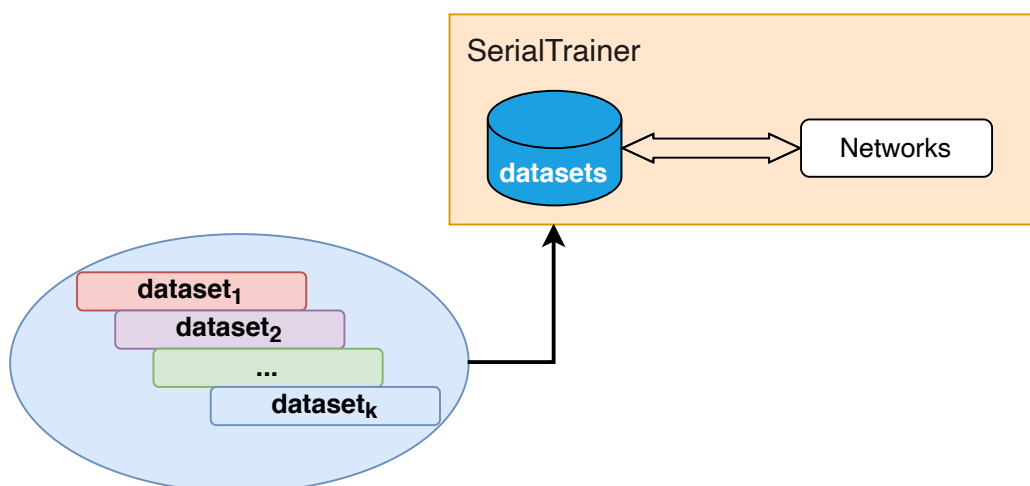 SerialTrainer
datasets
Networks
dataset₁
dataset₂
...
datasetₖ